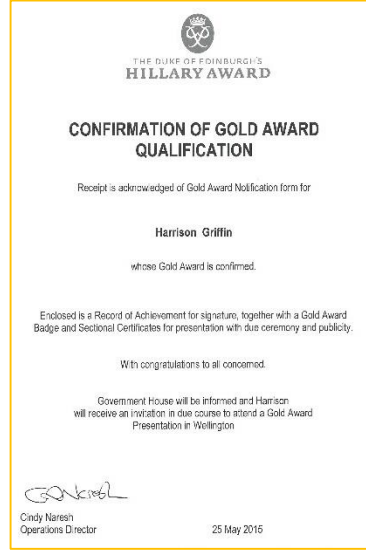 THE DUKE OF EDINBURGH'S
HILLARY AWARD
CONFIRMATION OF GOLD AWARD
QUALIFICATION
Receipt is acknowledged of Gold Award Notification form for
Harrison Griffin
whose Gold Award is confirmed.
Enclosed is a Record of Achievement for signature, together with a Gold Award
Badge and Sectional Certificates for presentation with due ceremony and publicity.
With congratulations to all concerned.
Government House will be informed and Harrison
will receive an invitation in due course to attend a Gold Award
Presentation in Wellington
Cindy Naresh
Operations Director
25 May 2015